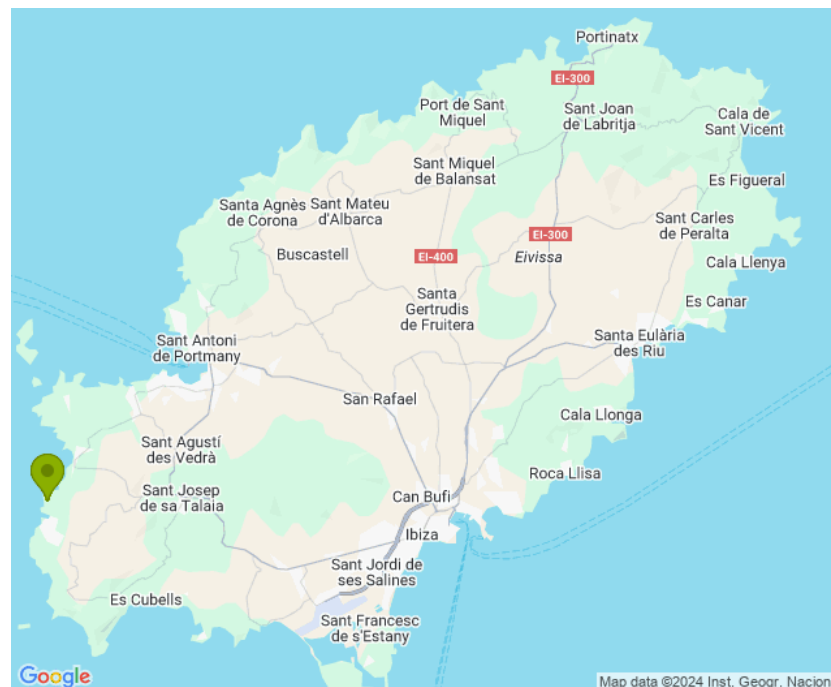 Portinatx
EI-300
Port de Sant
Miquel
Sant Joan
de Labritja
Cala de
Sant Vicent
Sant Miquel
de Balansat
Es Figueral
Santa Agnès
de Corona
Sant Mateu
d'Albarca
Sant Carles
de Peralta
EI-300
Buscastell
EI-400
Eivissa
Cala Llenya
Santa
Gertrudis
de Fruitera
Es Canar
Sant Antoni
de Portmany
Santa Eulària
des Riu
San Rafael
Cala Llonga
Sant Agustí
des Vedrà
Roca Llisa
Sant Josep
de sa Talaia
Can Bufí
Ibiza
Sant Jordi de
ses Salines
Es Cubells
Sant Francesc
de s'Estany
Google
Map data ©2024 Inst. Geogr. Nacion